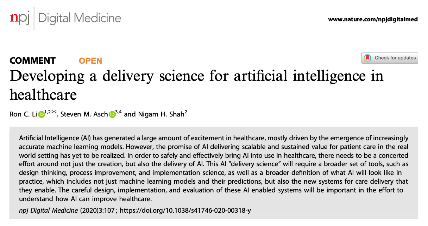 npj | Digital Medicine
www.nature.com/npjdigitalmed
COMMENT OPEN
Check for updates
Developing a delivery science for artificial intelligence in
healthcare
Ron C. Li 1,2✉, Steven M. Asch 3,4 and Nigam H. Shah2
Artificial Intelligence (AI) has generated a large amount of excitement in healthcare, mostly driven by the emergence of increasingly
accurate machine learning models. However, the promise of AI delivering scalable and sustained value for patient care in the real
world setting has yet to be realized. In order to safely and effectively bring AI into use in healthcare, there needs to be a concerted
effort around not just the creation, but also the delivery of AI. This AI "delivery science" will require a broader set of tools, such as
design thinking, process improvement, and implementation science, as well as a broader definition of what AI will look like in
practice, which includes not just machine learning models and their predictions, but also the new systems for care delivery that
they enable. The careful design, implementation, and evaluation of these AI enabled systems will be important in the effort to
understand how AI can improve healthcare.
npj Digital Medicine (2020)3:107 ; https://doi.org/10.1038/s41746-020-00318-y